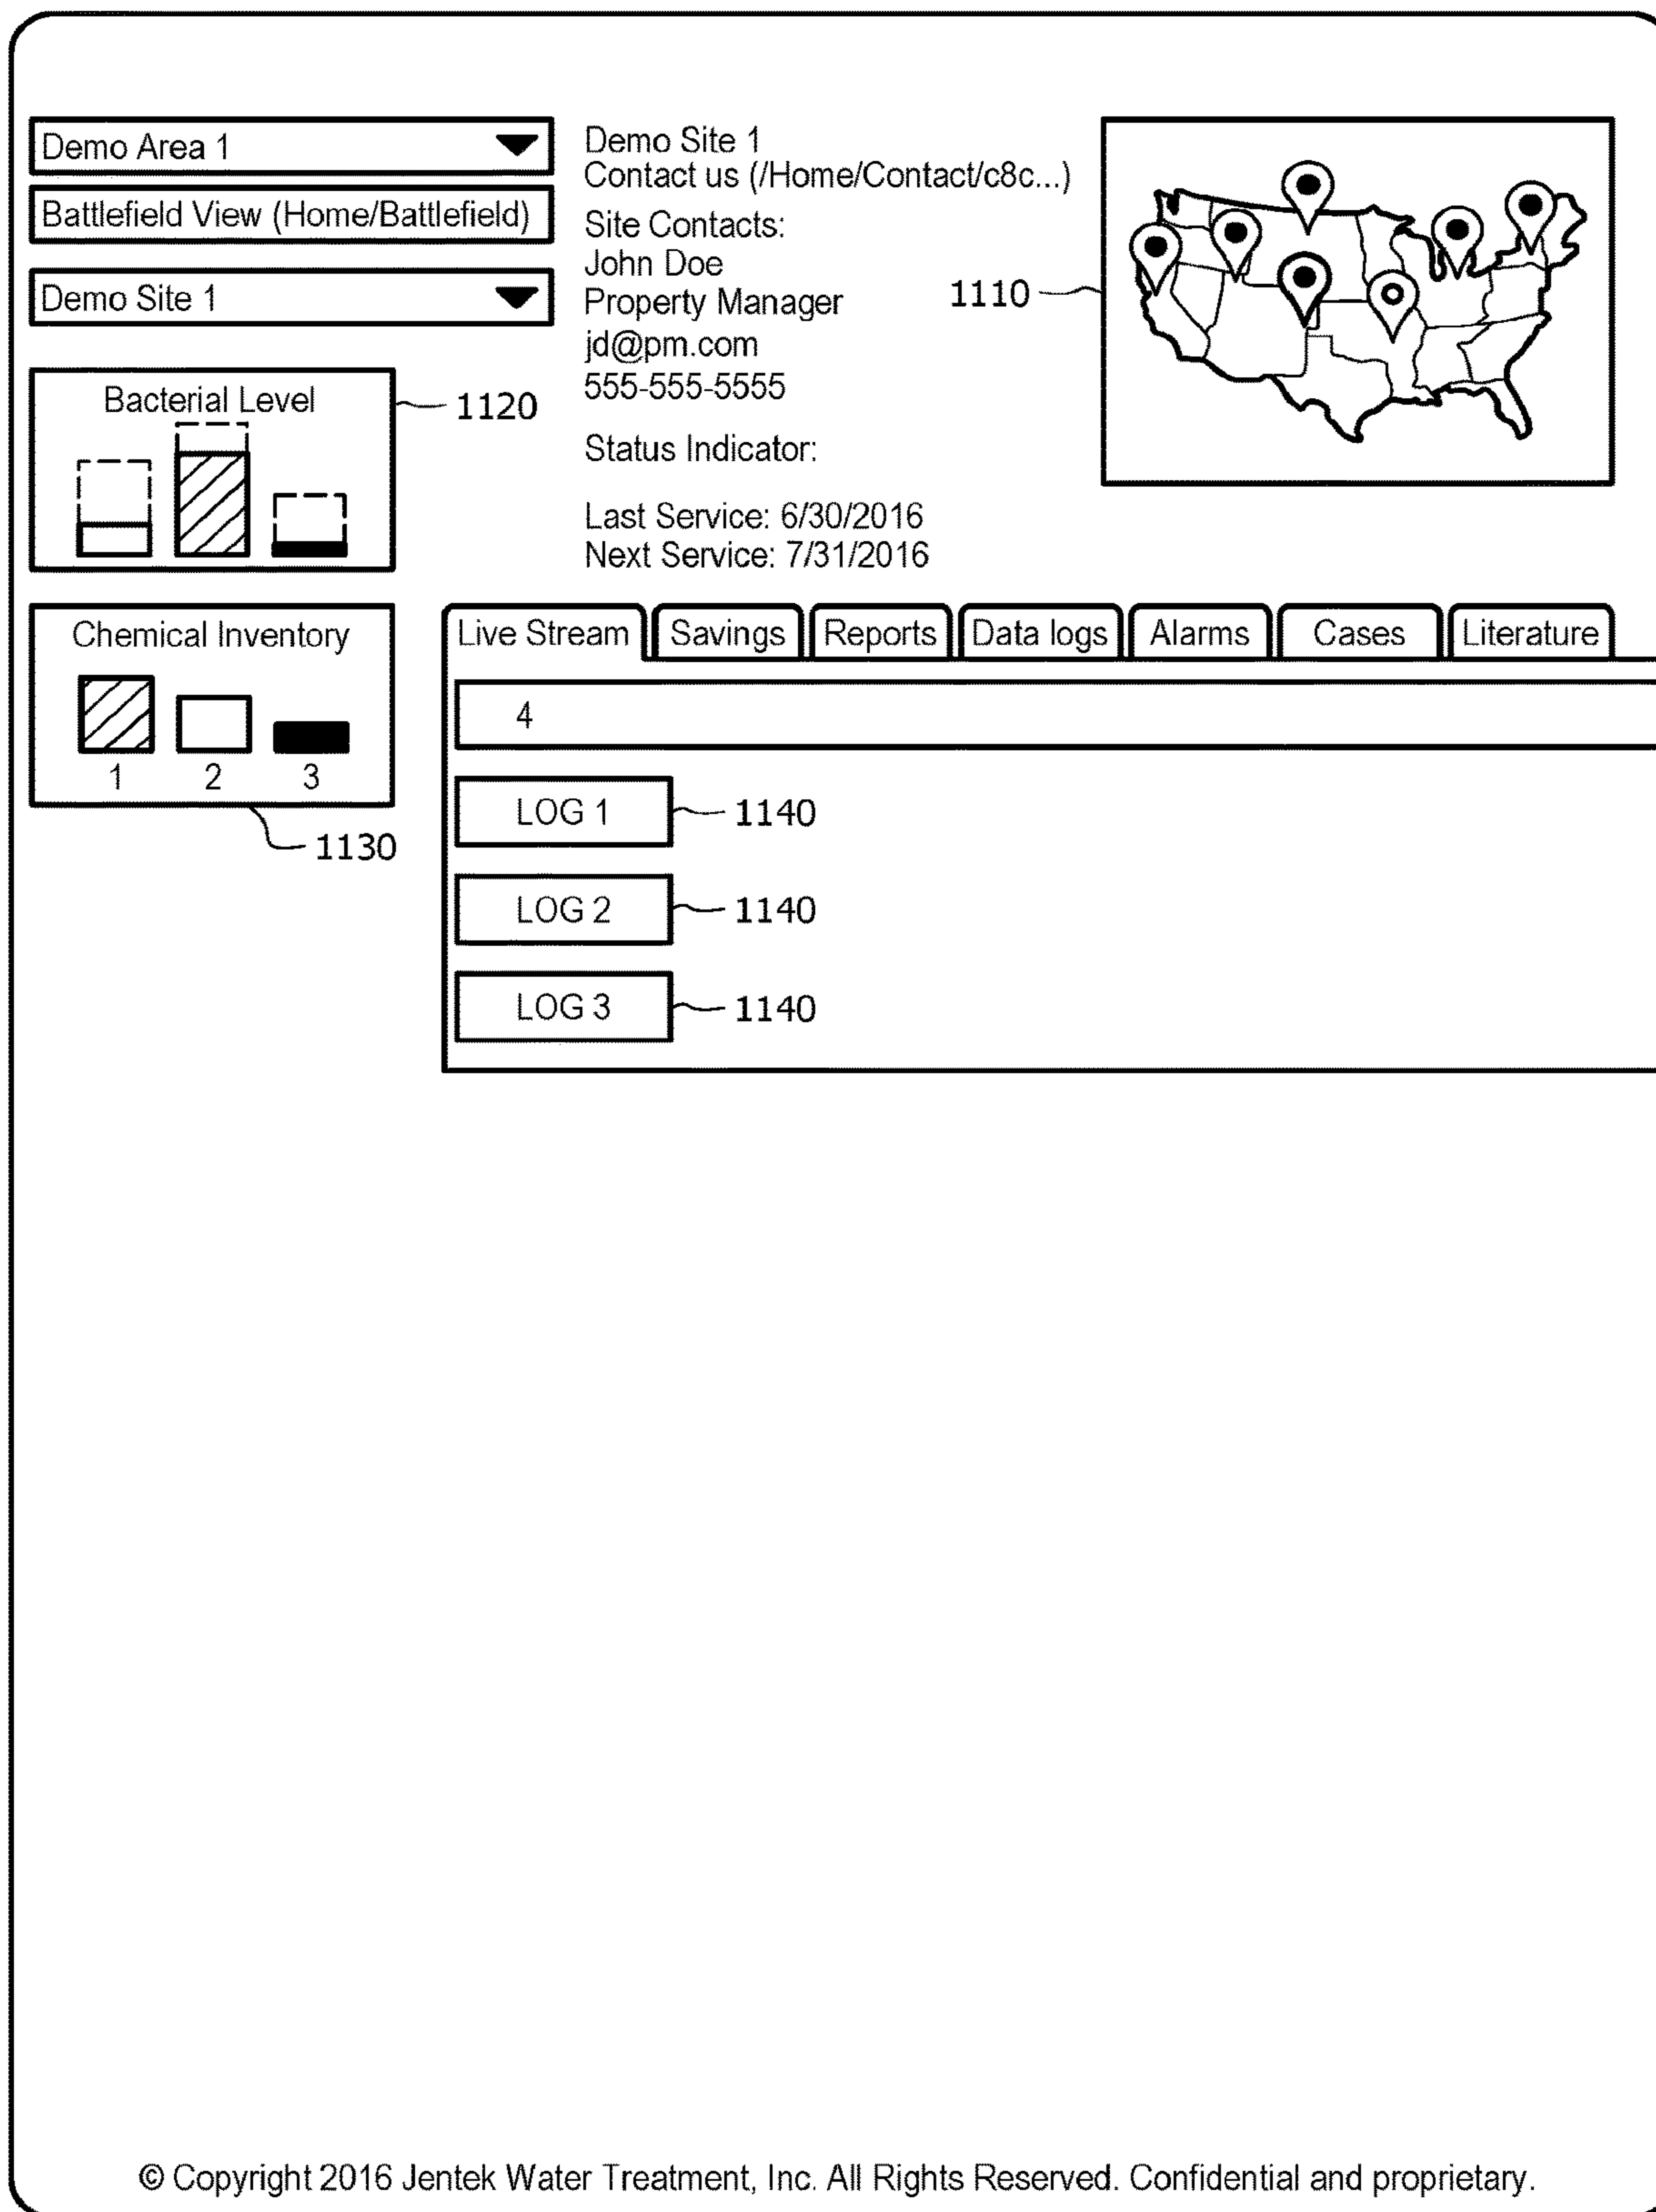 Demo Area 1
Battlefield View (Home/Battlefield)
Demo Site 1
Demo Site 1
Contact us (/Home/Contact/c8c...)
Site Contacts:
John Doe
Property Manager
jd@pm.com
555-555-5555
Status Indicator:
Last Service: 6/30/2016
Next Service: 7/31/2016
1110
Bacterial Level
1120
Chemical Inventory
1 2 3
1130
Live Stream Savings Reports Data logs Alarms Cases Literature
4
LOG 1 1140
LOG 2 1140
LOG 3 1140
© Copyright 2016 Jentek Water Treatment, Inc. All Rights Reserved. Confidential and proprietary.